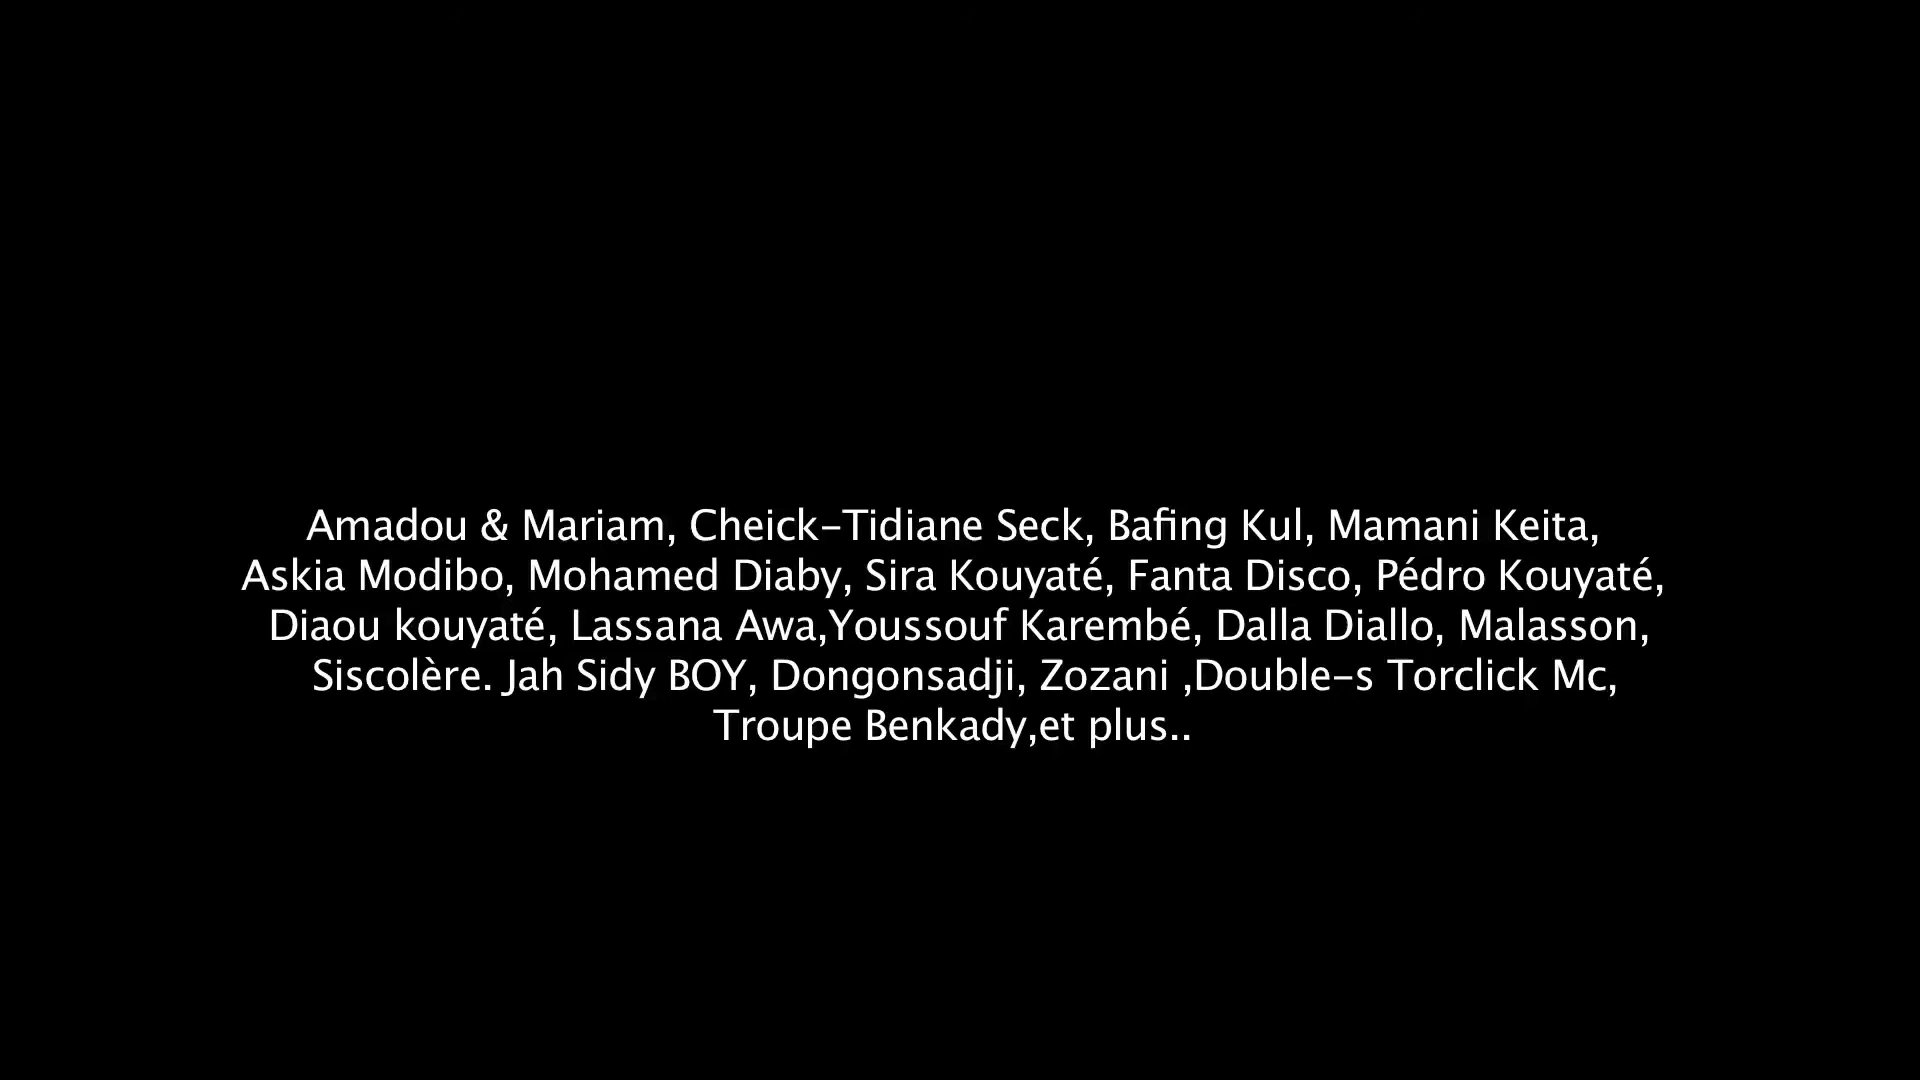 Amadou & Mariam, Cheick-Tidiane Seck, Bafing Kul, Mamani Keita,
Askia Modibo, Mohamed Diaby, Sira Kouyaté, Fanta Disco, Pédro Kouyaté,
Diaou kouyaté, Lassana Awa,Youssouf Karembé, Dalla Diallo, Malasson,
Siscolère. Jah Sidy BOY, Dongonsadji, Zozani ,Double-s Torclick Mc,
Troupe Benkady,et plus..